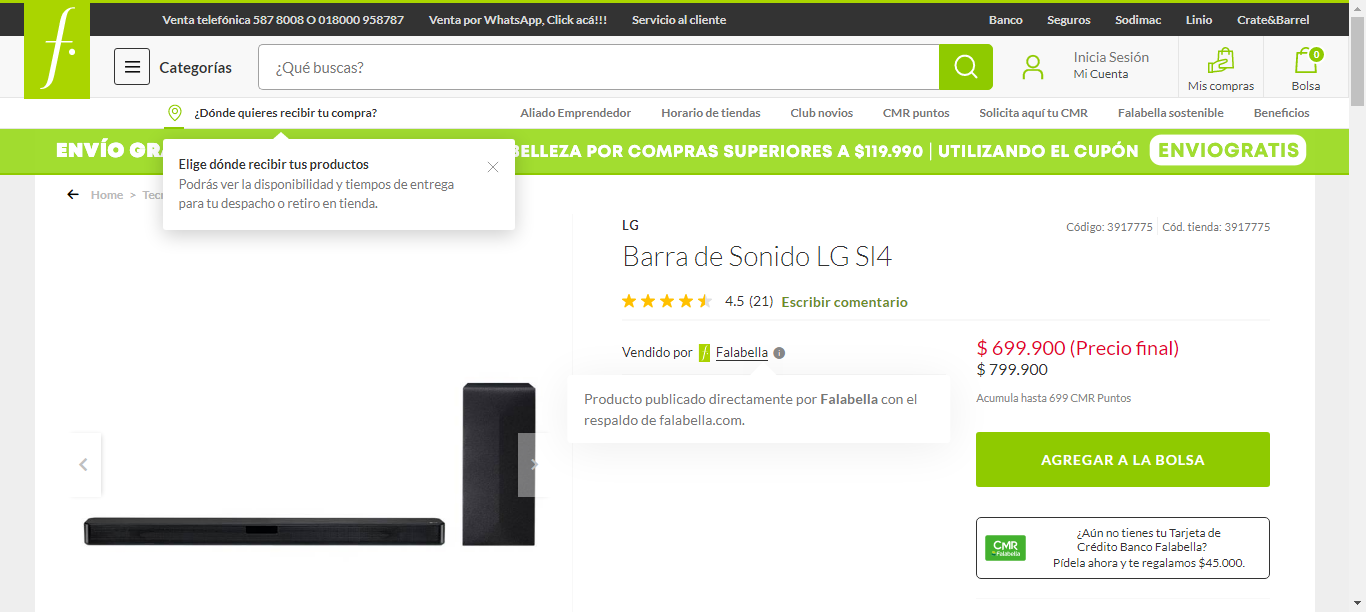 Venta telefónica 587 8008 O 018000 958787
Venta por WhatsApp, Click acá!!!
Servicio al cliente
Banco
Seguros
Sodimac
Linio
Crate&Barrel
f.
Categorías
¿Qué buscas?
Inicia Sesión
Mi Cuenta
Mis compras
0
Bolsa
¿Dónde quieres recibir tu compra?
Aliado Emprendedor
Horario de tiendas
Club novios
CMR puntos
Solicita aquí tu CMR
Falabella sostenible
Beneficios
ENVÍO GRA
BELLEZA POR COMPRAS SUPERIORES A $119.990 | UTILIZANDO EL CUPÓN ENVIOGRATIS
Elige dónde recibir tus productos
Podrás ver la disponibilidad y tiempos de entrega
para tu despacho o retiro en tienda.
Home > Tec
LG
Código: 3917775 | Cód. tienda: 3917775
Barra de Sonido LG Sl4
4.5 (21) Escribir comentario
Vendido por f Falabella i
Producto publicado directamente por Falabella con el
respaldo de falabella.com.
$ 699.900 (Precio final)
$ 799.900
Acumula hasta 699 CMR Puntos
AGREGAR A LA BOLSA
CMR
Falabella
¿Aún no tienes tu Tarjeta de
Crédito Banco Falabella?
Pídela ahora y te regalamos $45.000.